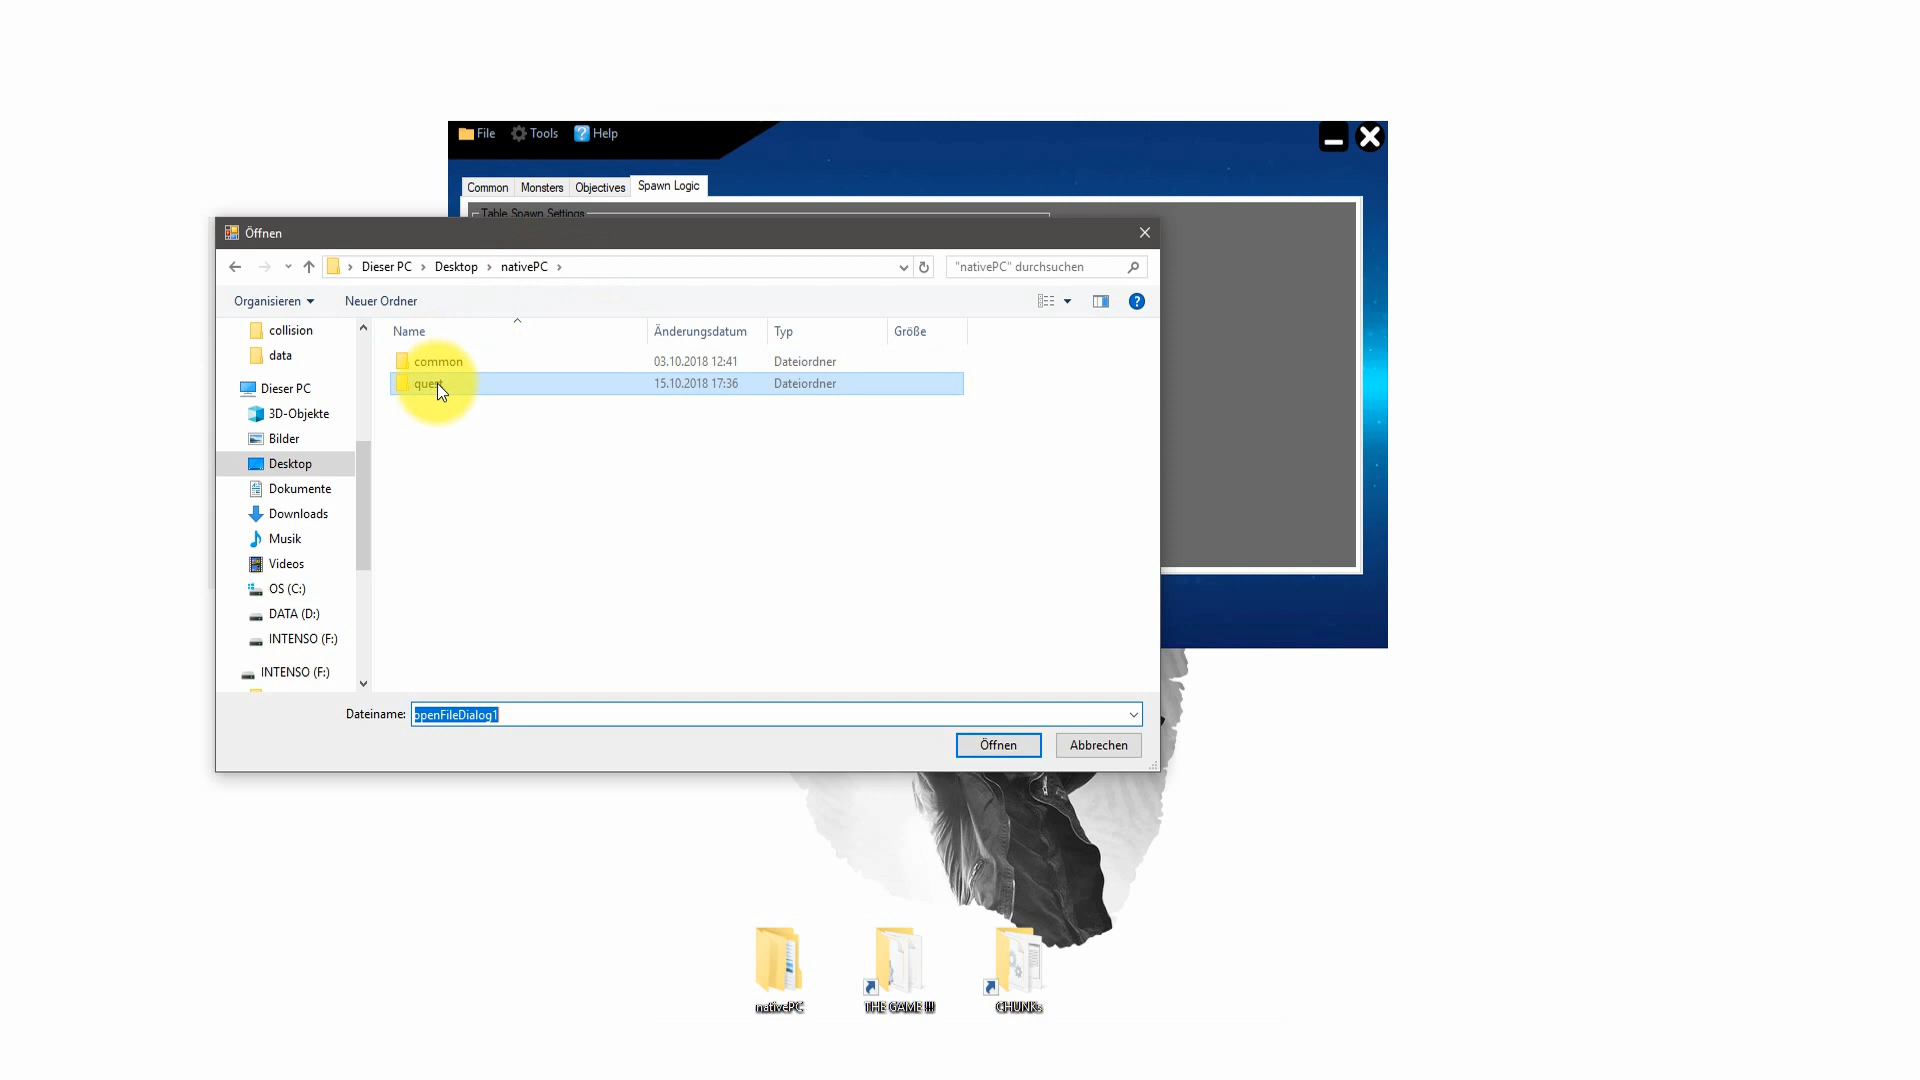 File Tools Help
Common Monsters Objectives Spawn Logic
Table Spawn Settings
Öffnen
Dieser PC Desktop nativePC
"nativePC" durchsuchen
Organisieren Neuer Ordner
Name Änderungsdatum Typ Größe
common 03.10.2018 12:41 Dateiordner
quest 15.10.2018 17:36 Dateiordner
collision
data
Dieser PC
3D-Objekte
Bilder
Desktop
Dokumente
Downloads
Musik
Videos
OS (C:)
DATA (D:)
INTENSO (F:)
INTENSO (F:)
Dateiname: openFileDialog1
Öffnen Abbrechen
nativePC THE GAME !!! CHUNKs